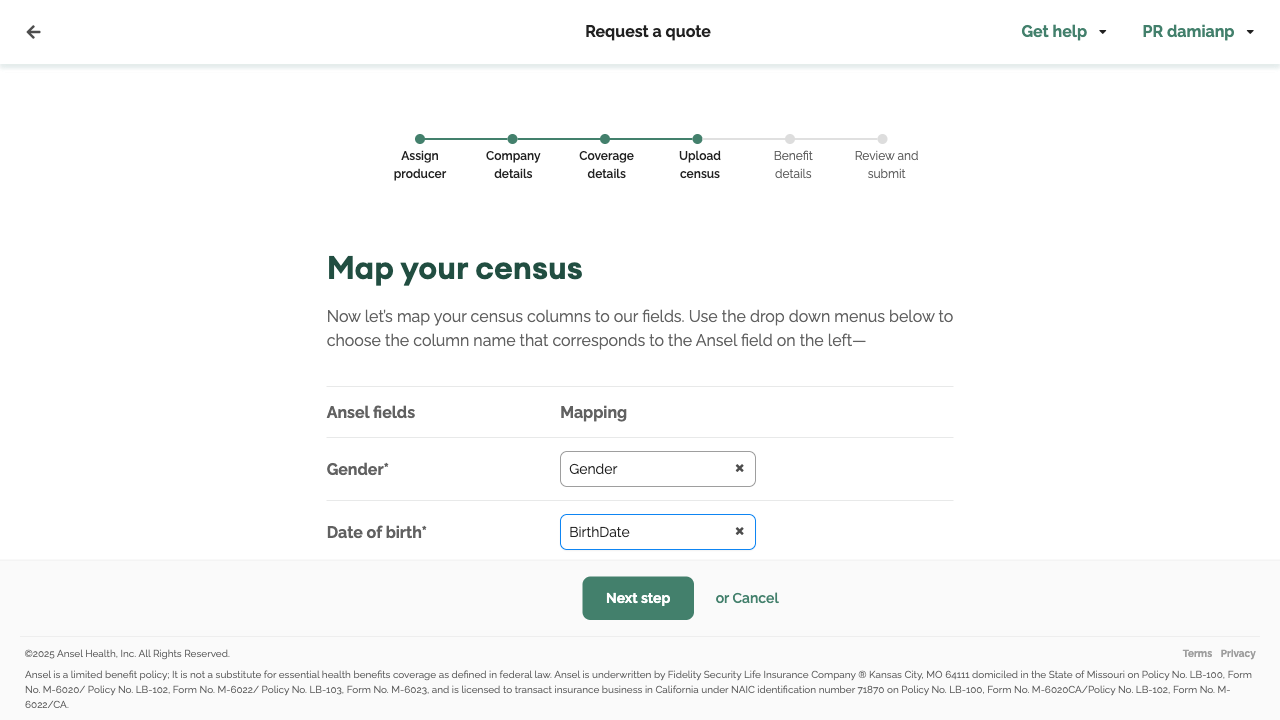 Request a quote
Get help
PR damianp
Assign producer
Company details
Coverage details
Upload census
Benefit details
Review and submit
Map your census
Now let's map your census columns to our fields. Use the drop down menus below to
choose the column name that corresponds to the Ansel field on the left—
Ansel fields Mapping
Gender* Gender
Date of birth* BirthDate
Next step or Cancel
©2025 Ansel Health, Inc. All Rights Reserved.
Terms Privacy
Ansel is a limited benefit policy; It is not a substitute for essential health benefits coverage as defined in federal law. Ansel is underwritten by Fidelity Security Life Insurance Company ® Kansas City, MO 64111 domiciled in the State of Missouri on Policy No. LB-100, Form
No. M-6020/ Policy No. LB-102, Form No. M-6022/ Policy No. LB-103, Form No. M-6023, and is licensed to transact insurance business in California under NAIC identification number 71870 on Policy No. LB-100, Form No. M-6020CA/Policy No. LB-102, Form No. M-
6022/CA.